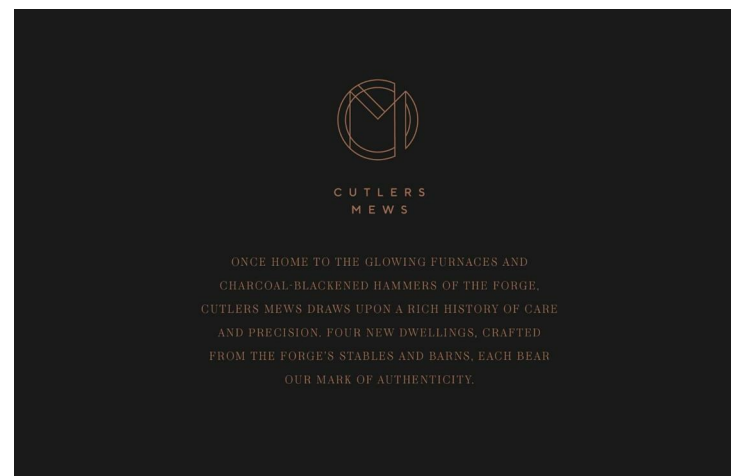 CUTLERS
MEWS
ONCE HOME TO THE GLOWING FURNACES AND
CHARCOAL-BLACKENED HAMMERS OF THE FORGE,
CUTLERS MEWS DRAWS UPON A RICH HISTORY OF CARE
AND PRECISION. FOUR NEW DWELLINGS, CRAFTED
FROM THE FORGE'S STABLES AND BARNS, EACH BEAR
OUR MARK OF AUTHENTICITY.